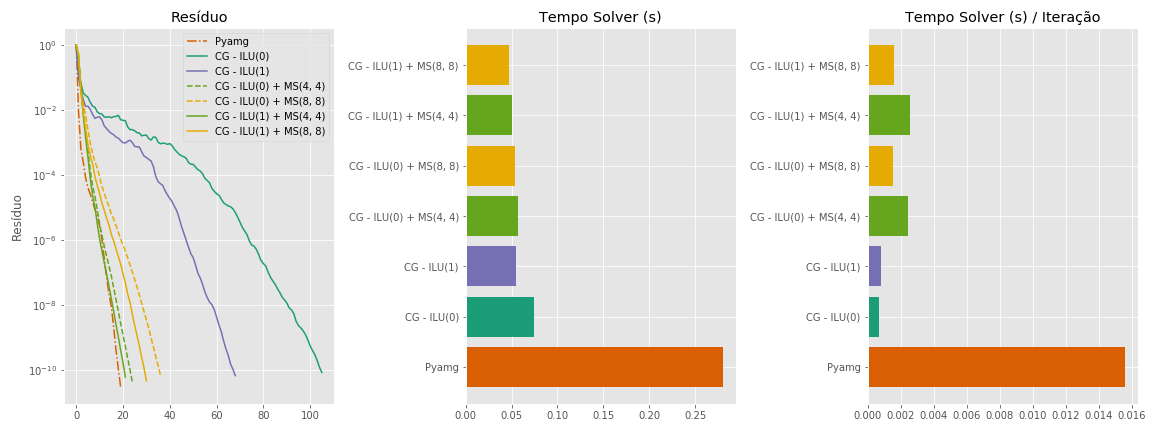 Resíduo
Resíduo
10⁰
10⁻²
10⁻⁴
10⁻⁶
10⁻⁸
10⁻¹⁰
0
20
40
60
80
100
Pyamg
CG - ILU(0)
CG - ILU(1)
CG - ILU(0) + MS(4, 4)
CG - ILU(0) + MS(8, 8)
CG - ILU(1) + MS(4, 4)
CG - ILU(1) + MS(8, 8)
Tempo Solver (s)
CG - ILU(1) + MS(8, 8)
CG - ILU(1) + MS(4, 4)
CG - ILU(0) + MS(8, 8)
CG - ILU(0) + MS(4, 4)
CG - ILU(1)
CG - ILU(0)
Pyamg
0.00
0.05
0.10
0.15
0.20
0.25
Tempo Solver (s) / Iteração
CG - ILU(1) + MS(8, 8)
CG - ILU(1) + MS(4, 4)
CG - ILU(0) + MS(8, 8)
CG - ILU(0) + MS(4, 4)
CG - ILU(1)
CG - ILU(0)
Pyamg
0.000
0.002
0.004
0.006
0.008
0.010
0.012
0.014
0.016